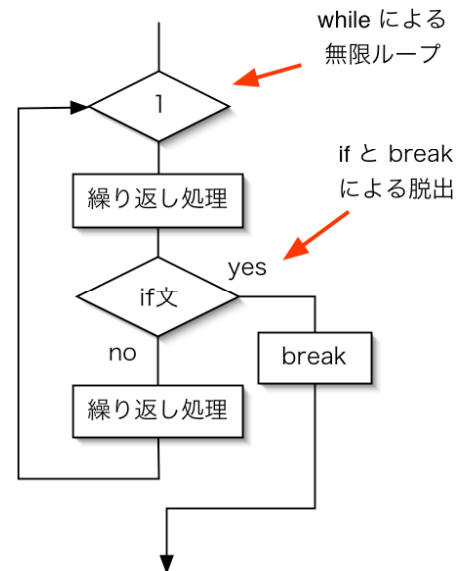 while による
無限ループ
1
繰り返し処理
if と break
による脱出
yes
if文
no
break
繰り返し処理